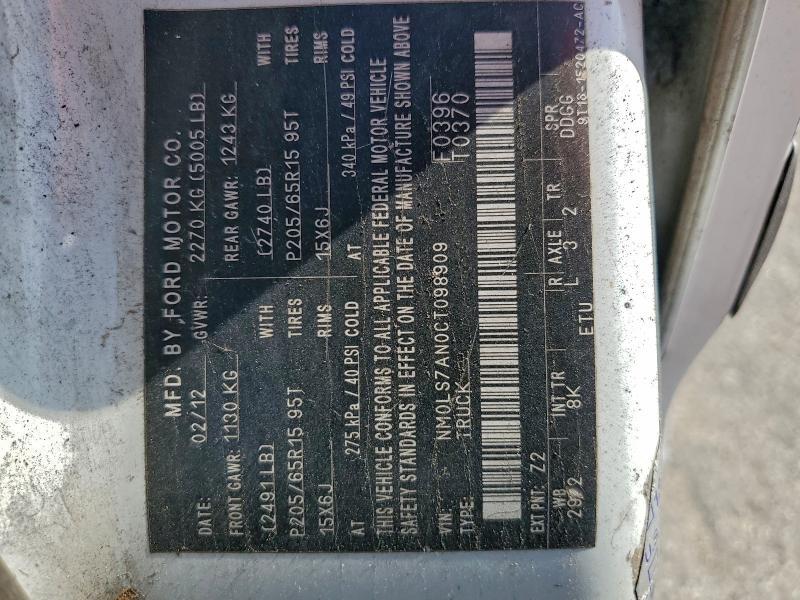 MFD. BY FORD MOTOR CO.
DATE: 02/12 GVWR: 2270 KG (5005 LB)
FRONT GAWR: 1130 KG REAR GAWR: 1243 KG
(2491 LB) WITH (2740 LB) WITH
P205/65R15 95T TIRES P205/65R15 95T TIRES
15X6J RIMS 15X6J RIMS
AT 275 kPa / 40 PSI COLD AT 340 kPa / 49 PSI COLD
THIS VEHICLE CONFORMS TO ALL APPLICABLE FEDERAL MOTOR VEHICLE
SAFETY STANDARDS IN EFFECT ON THE DATE OF MANUFACTURE SHOWN ABOVE
VIN: NM0LS7AN0CT098909 F0396
TYPE: TRUCK T0370
EXT PNT: Z2
WB INT TR R AXLE TR SPR
2912 8K L 3 2 DDGG
ETU 9T18-1520472-AC